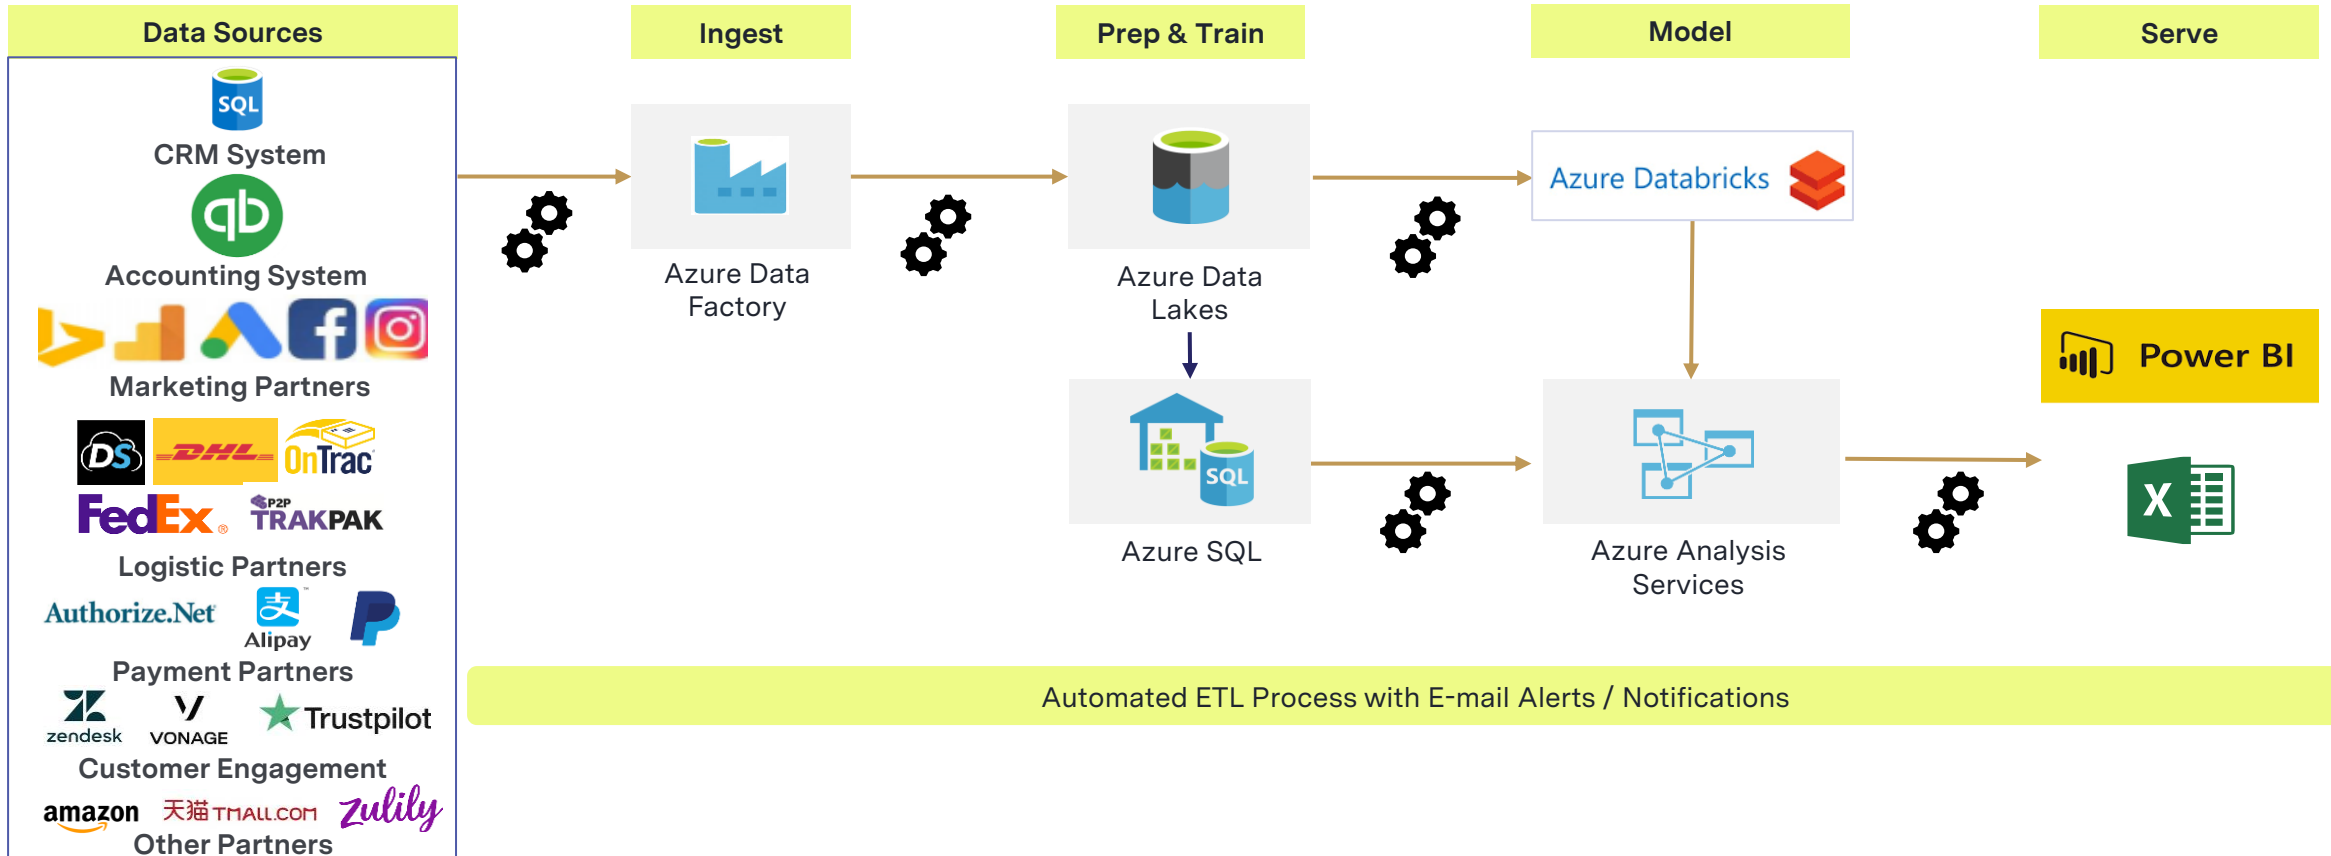 Data Sources
Ingest
Prep & Train
Model
Serve
SQL
CRM System
qb
Accounting System
Marketing Partners
DS
DHL
OnTrac
FedEx®
P2P
TRAKPAK
Logistic Partners
Authorize.Net
支
Alipay
Payment Partners
zendesk
VONAGE
Trustpilot
Customer Engagement
amazon
天猫 TMALL.COM
zulily
Other Partners
Azure Data
Factory
Azure Data
Lakes
SQL
Azure SQL
Azure Databricks
Azure Analysis
Services
Power BI
X
Automated ETL Process with E-mail Alerts / Notifications